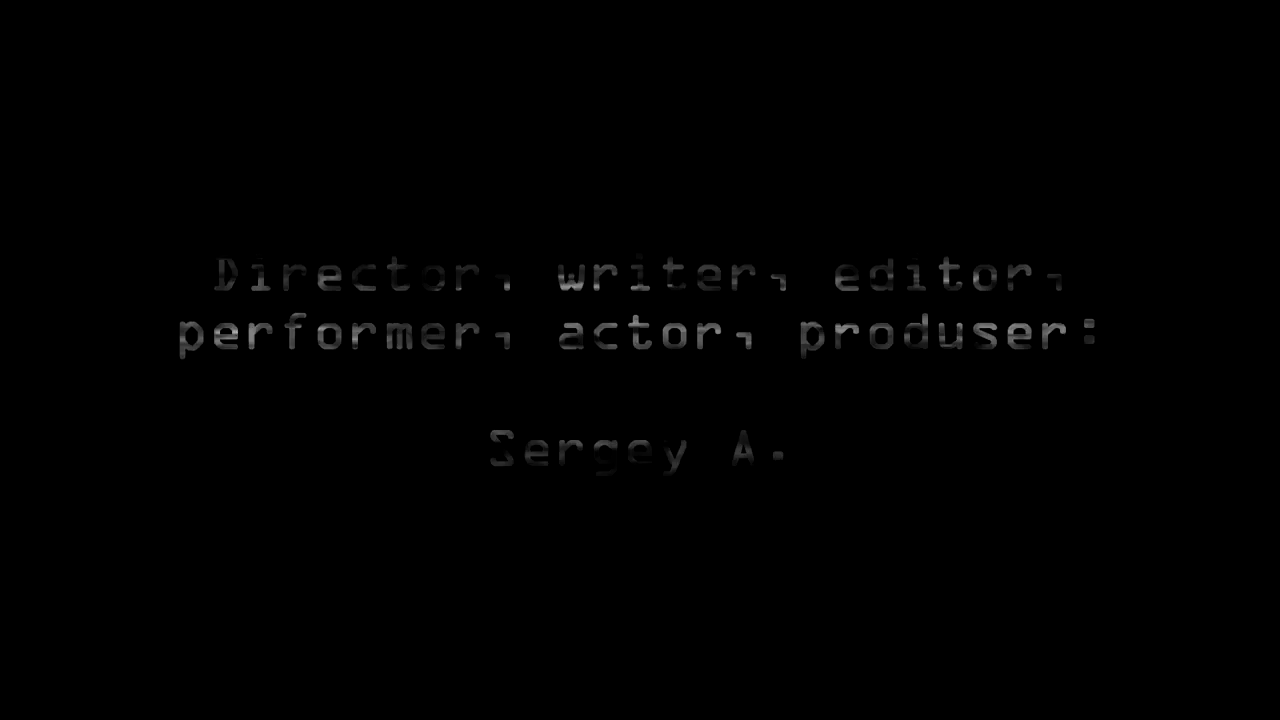 Director, writer, editor,
performer, actor, produser:
Sergey A.